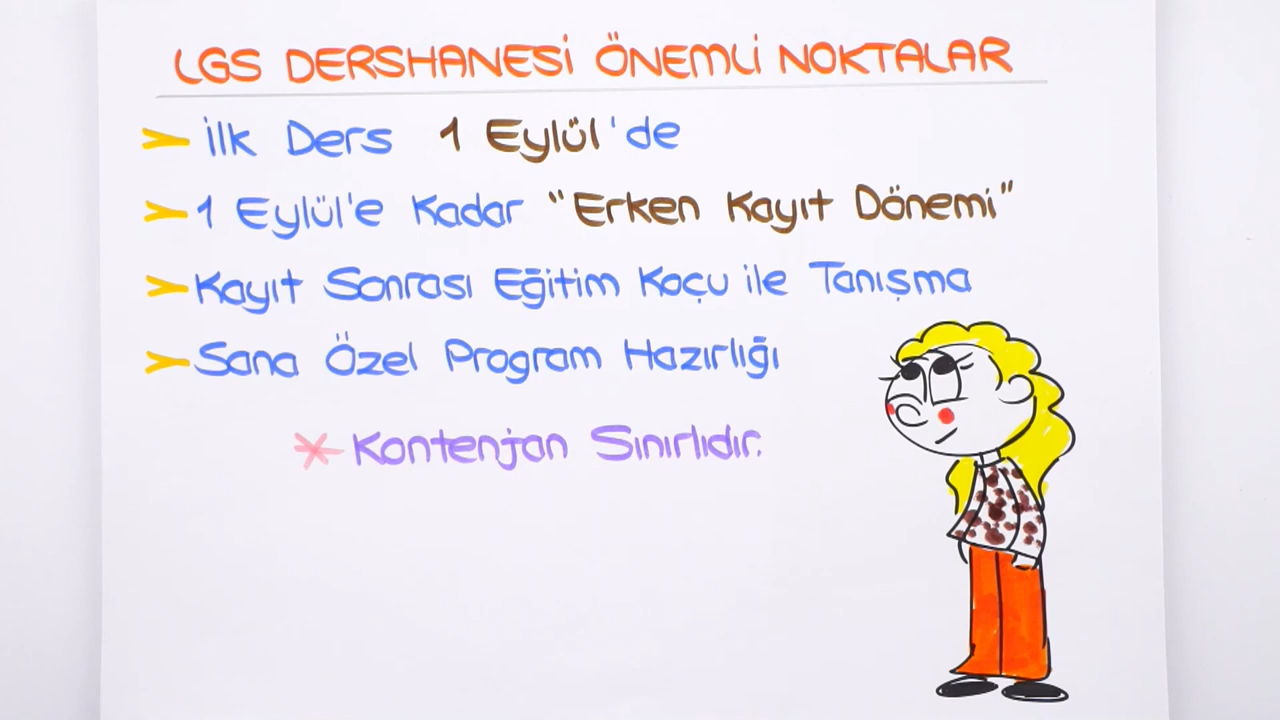 LGS DERSHANESİ ÖNEMLİ NOKTALAR
➤ İlk Ders 1 Eylül'de
➤ 1 Eylül'e Kadar "Erken Kayıt Dönemi"
➤ Kayıt Sonrası Eğitim Koçu ile Tanışma
➤ Sana Özel Program Hazırlığı
* Kontenjan Sınırlıdır.